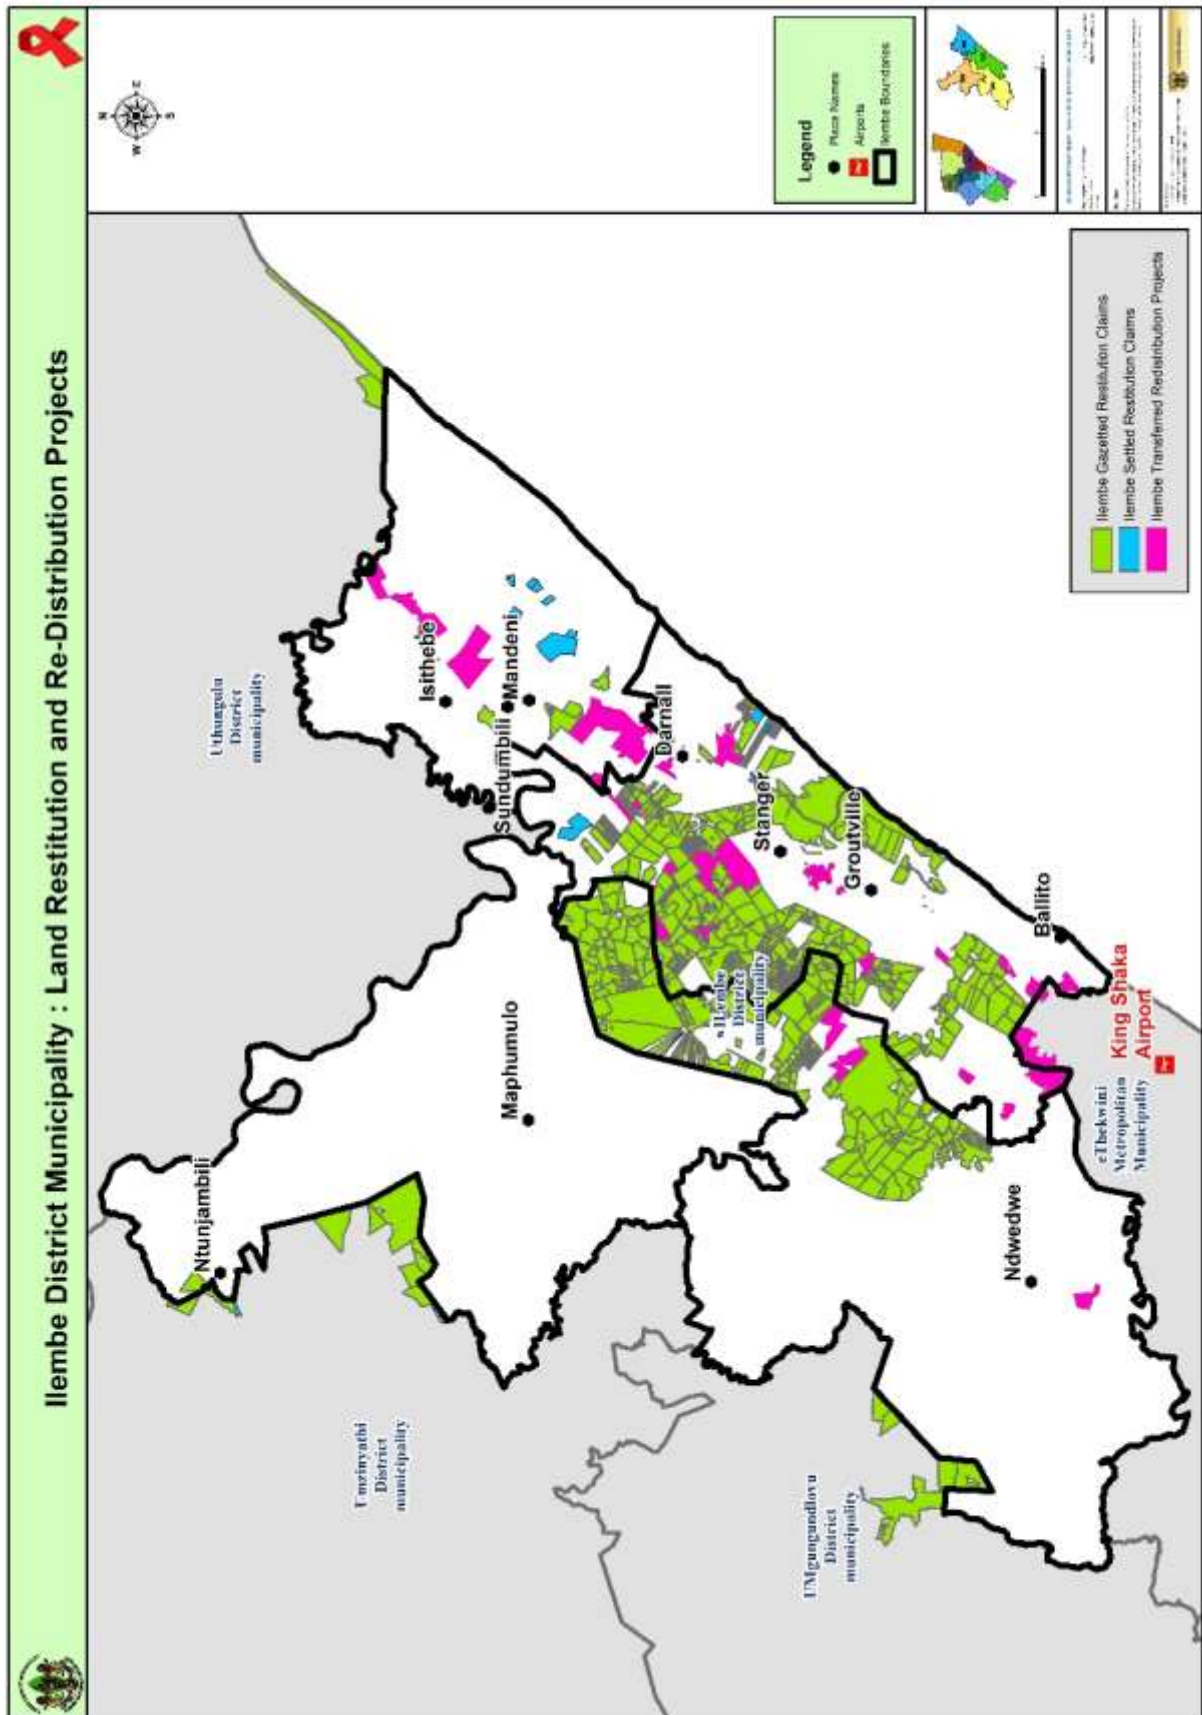 Ilembe District Municipality : Land Restitution and Re-Distribution Projects
N
W
E
S
Uthungulu
District
municipality
Ntunjambili
Umzinyathi
District
municipality
Maphumulo
Isithebe
Sundumbili
Mandeni
Darnall
Stanger
Groutville
iLembe
District
municipality
UMgungundlovu
District
municipality
Ndwedwe
Ballito
King Shaka
Airport
eThekwini
Metropolitan
Municipality
Legend
Place Names
Airports
Ilembe Boundaries
Ilembe Gazetted Restitution Claims
Ilembe Settled Restitution Claims
Ilembe Transferred Redistribution Projects